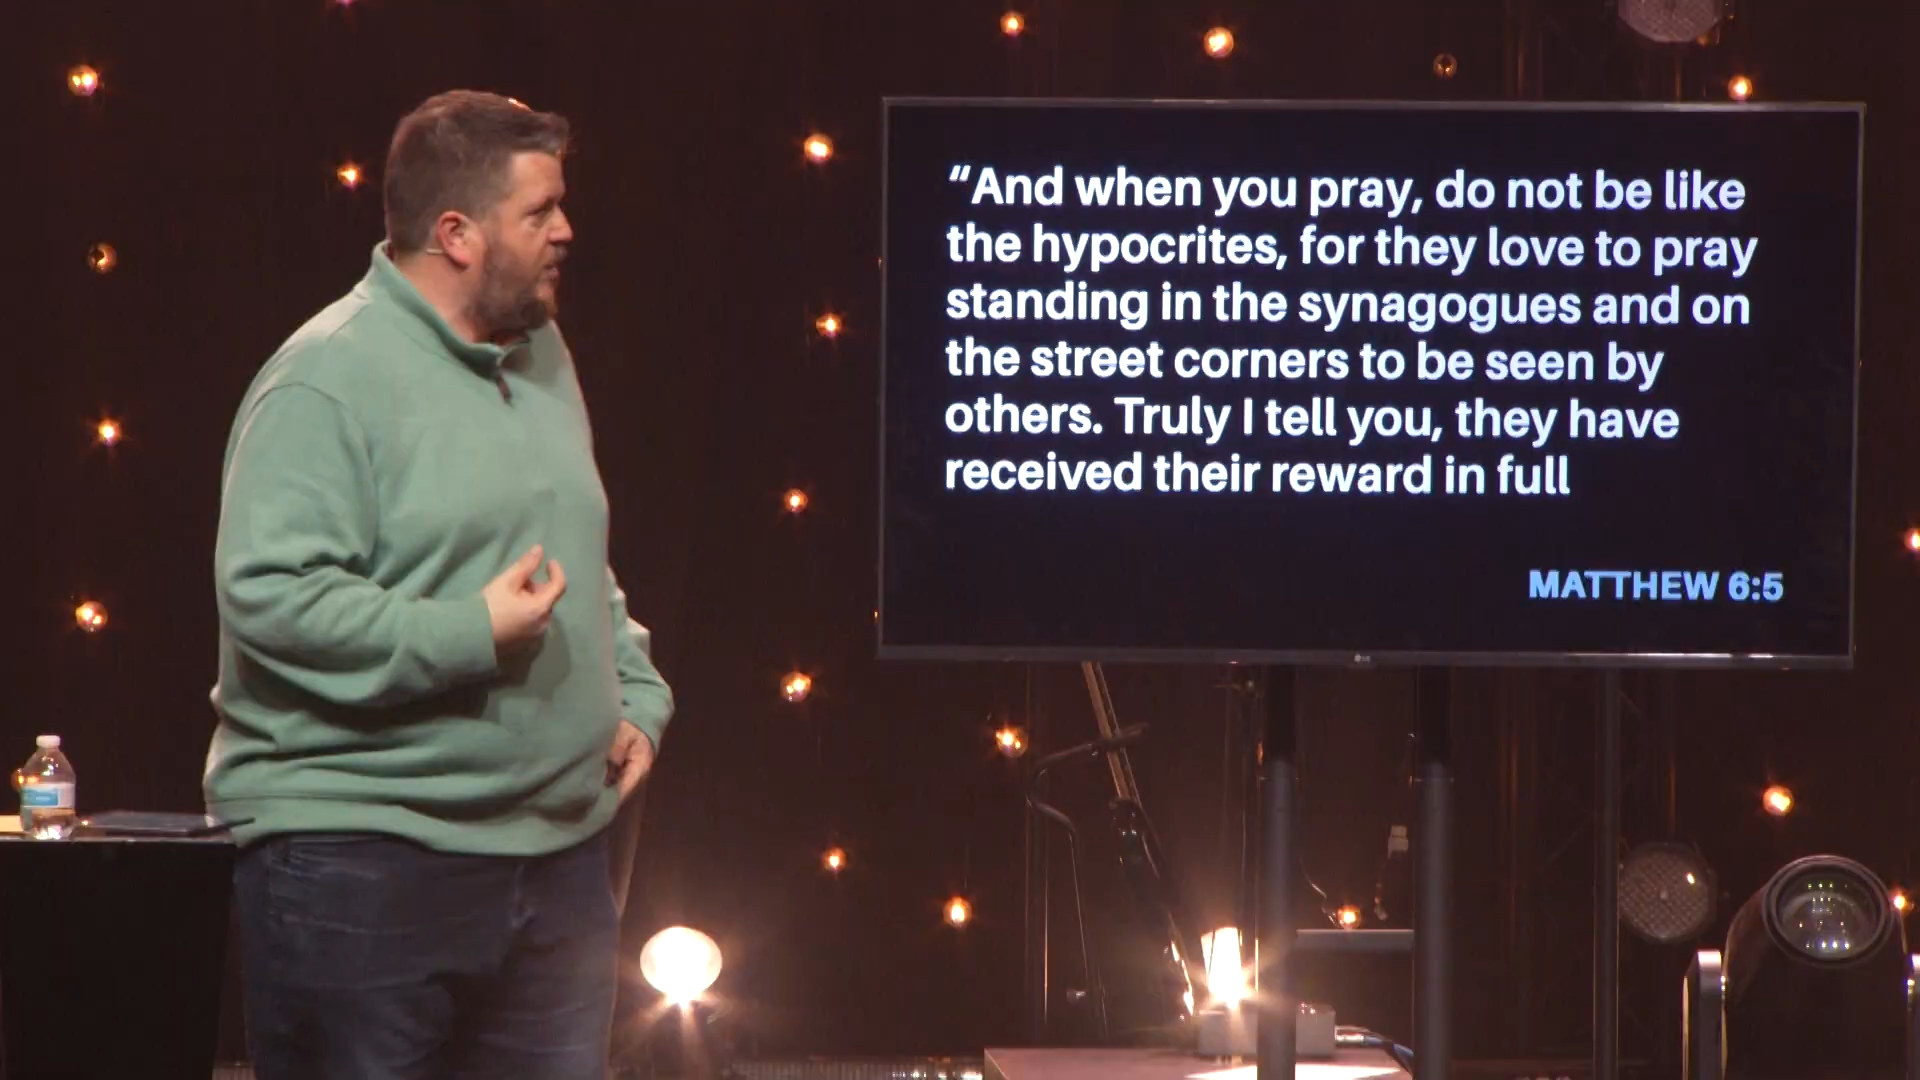 “And when you pray, do not be like
the hypocrites, for they love to pray
standing in the synagogues and on
the street corners to be seen by
others. Truly I tell you, they have
received their reward in full
MATTHEW 6:5